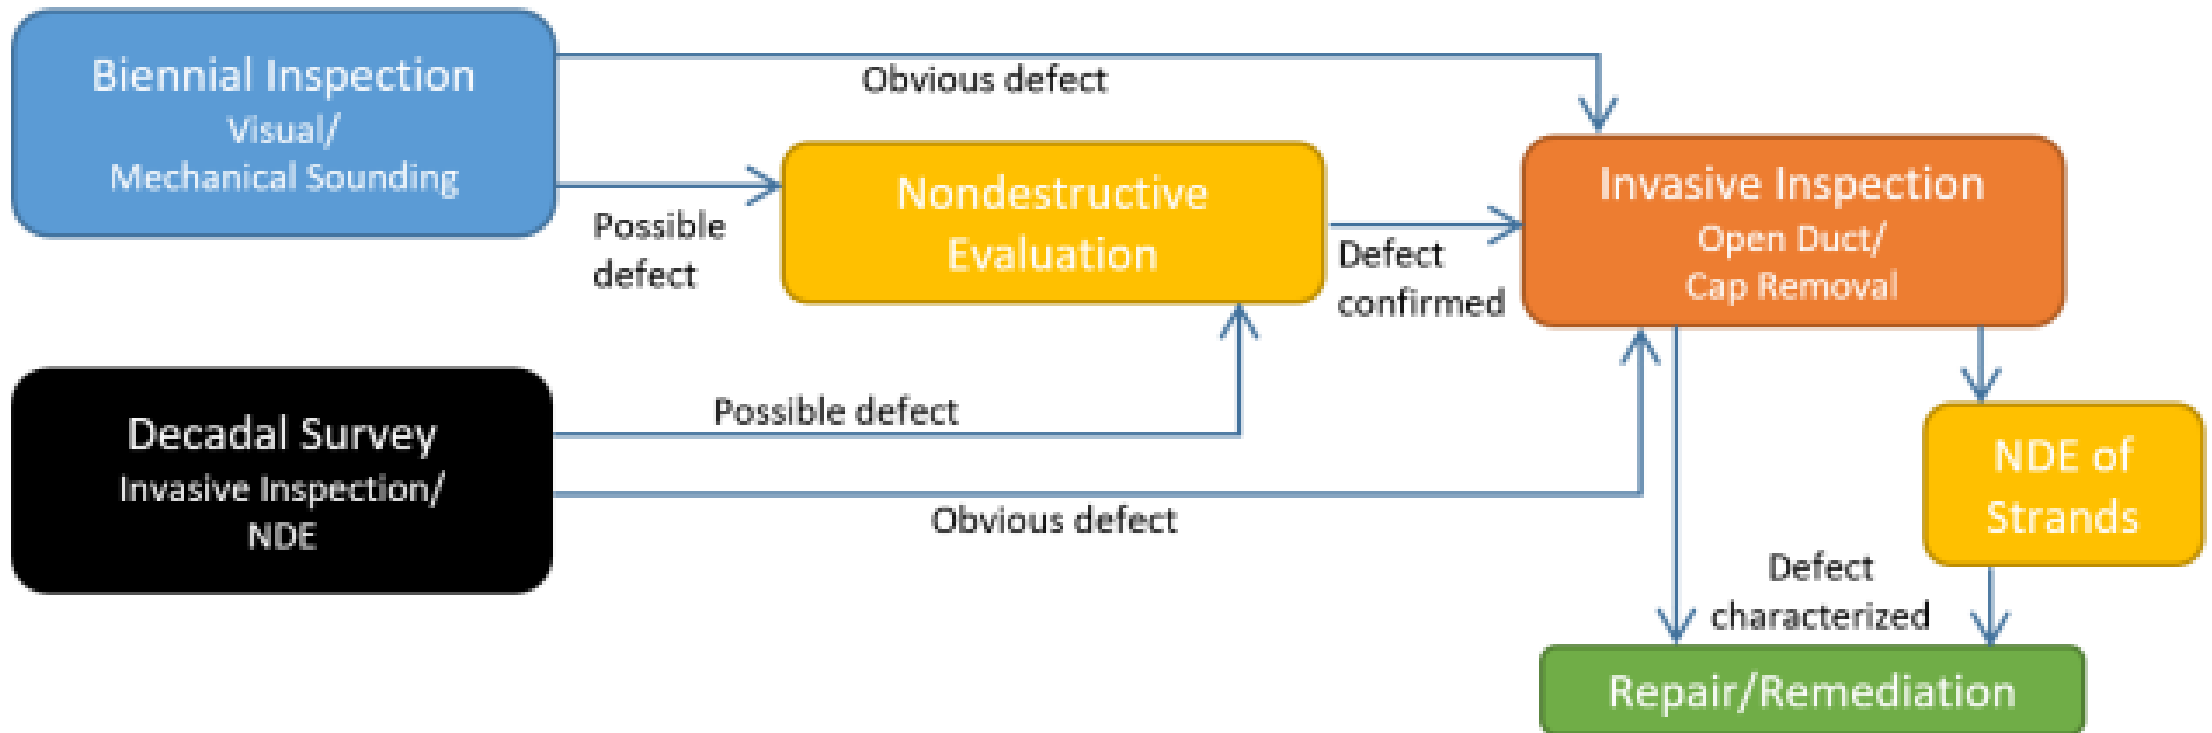 Biennial Inspection
Visual/
Mechanical Sounding
Obvious defect
Possible
defect
Nondestructive
Evaluation
Defect
confirmed
Invasive Inspection
Open Duct/
Cap Removal
Decadal Survey
Invasive Inspection/
NDE
Possible defect
Obvious defect
NDE of
Strands
Defect
characterized
Repair/Remediation